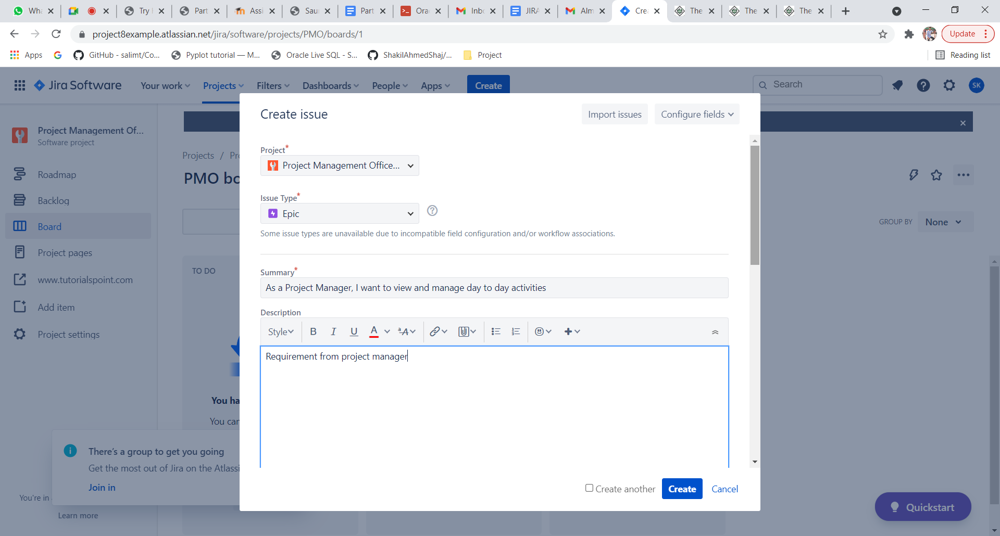 Wha
Try
Part
Assi
Sau
Part
Ora
Inbo
JIRA
Alm
Crea
The
The
The
project8example.atlassian.net/jira/software/projects/PMO/boards/1
Update
Apps
GitHub - salimt/Co...
Pyplot tutorial — M...
Oracle Live SQL - S...
ShakilAhmedShaj/...
Project
Reading list
Jira Software
Your work
Projects
Filters
Dashboards
People
Apps
Create
Search
SK
Project Management Of...
Software project
Roadmap
Backlog
Board
Project pages
www.tutorialspoint.com
Add item
Project settings
Projects / Pro
PMO bo
GROUP BY
None
TO DO
You ha
You can
There's a group to get you going
Get the most out of Jira on the Atlassi
Join in
You're in
Learn more
Create issue
Import issues
Configure fields
Project*
Project Management Office...
Issue Type*
Epic
Some issue types are unavailable due to incompatible field configuration and/or workflow associations.
Summary*
As a Project Manager, I want to view and manage day to day activities
Description
Style
B I U A ªA
Requirement from project manager
Create another
Create
Cancel
Quickstart